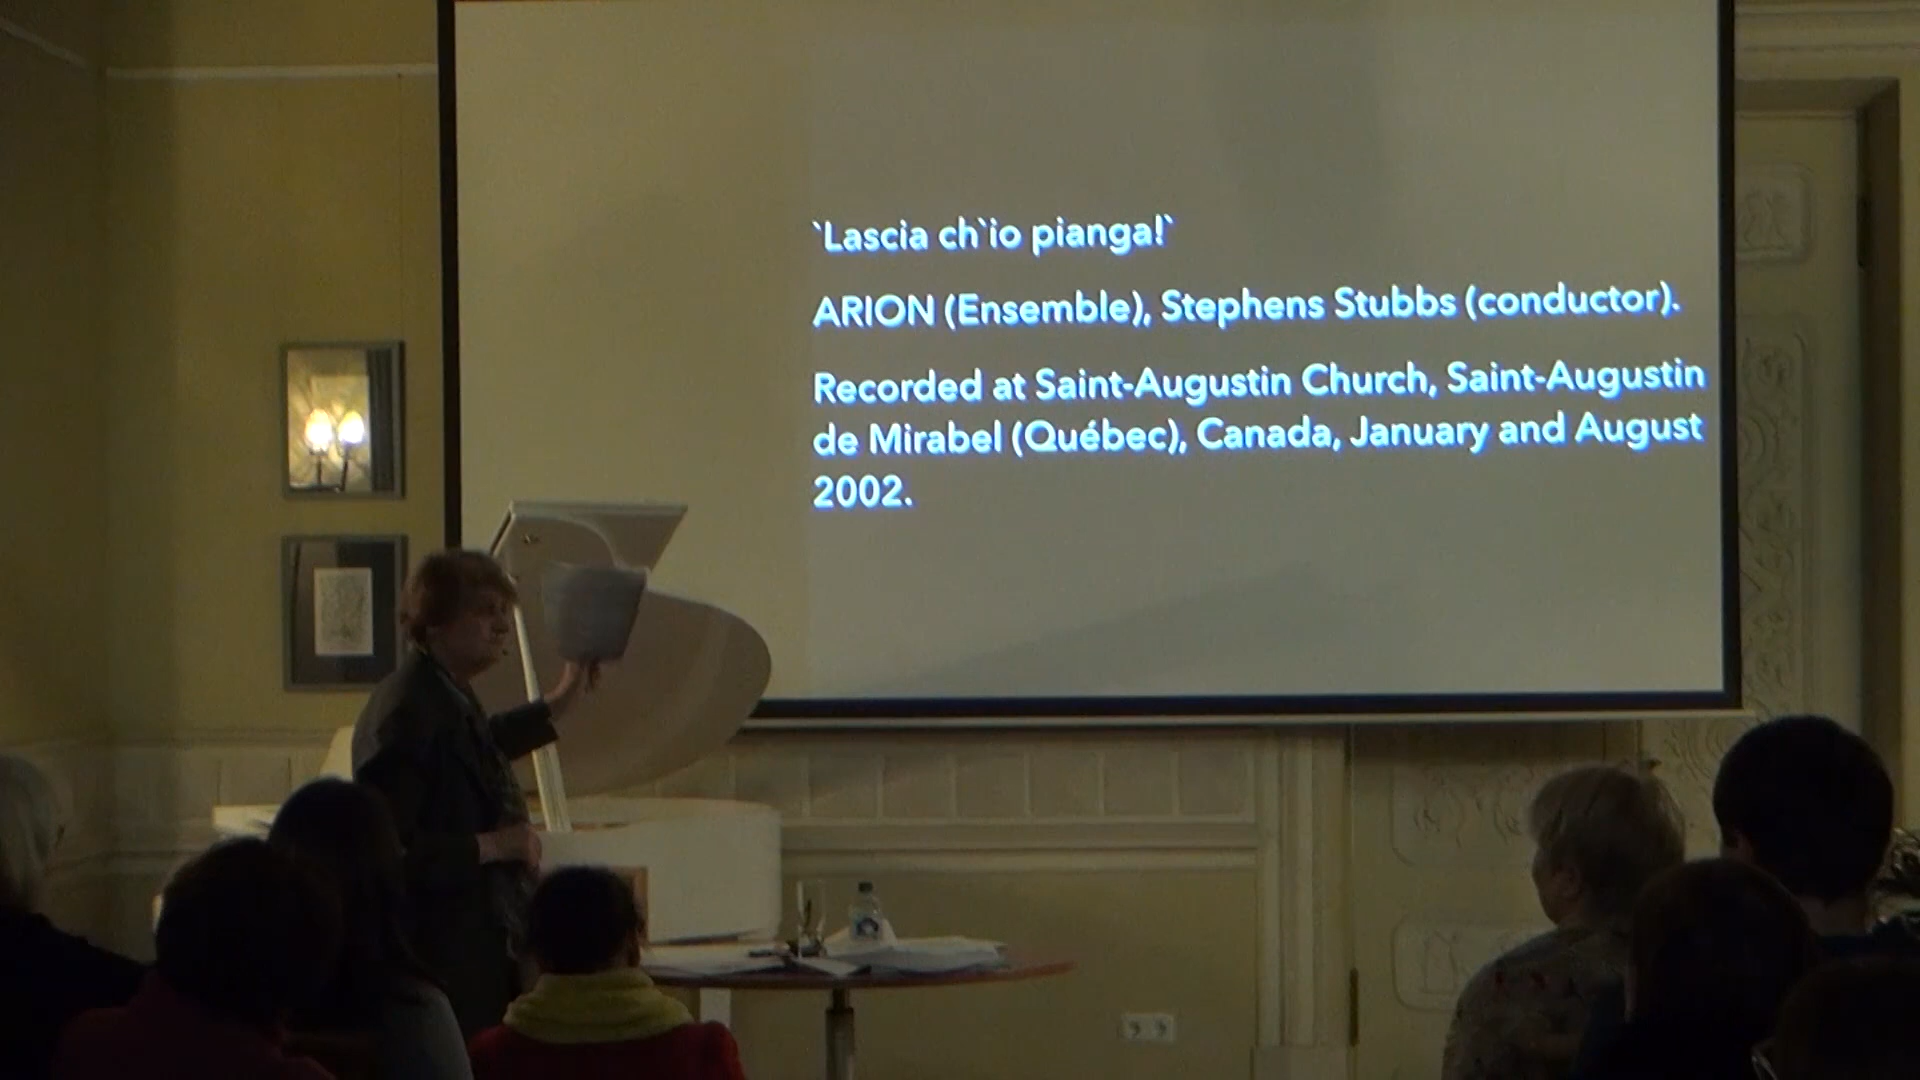 `Lascia ch`io pianga!`
ARION (Ensemble), Stephens Stubbs (conductor).
Recorded at Saint-Augustin Church, Saint-Augustin
de Mirabel (Québec), Canada, January and August
2002.